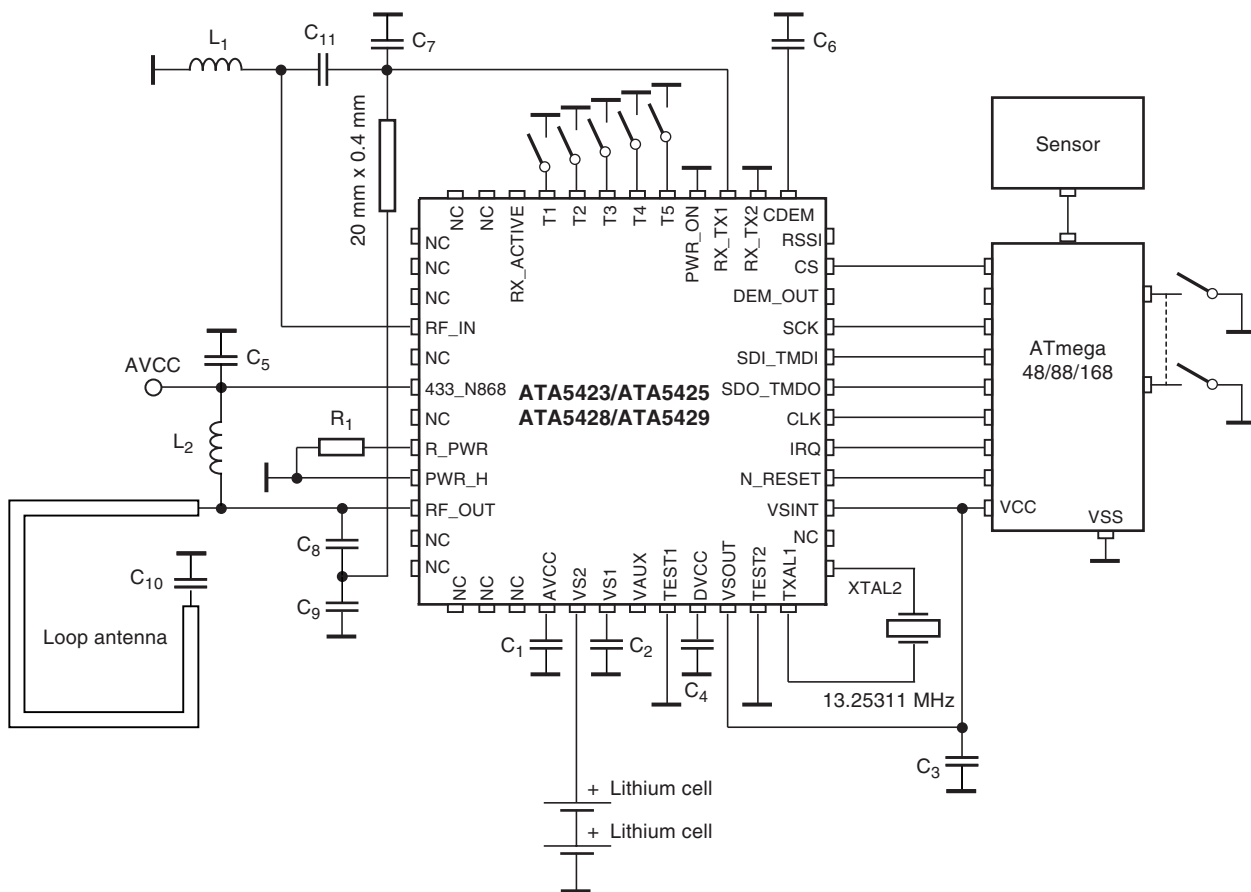 L1
C11
C7
C6
20 mm x 0.4 mm
Sensor
NC
NC
RX_ACTIVE
T1
T2
T3
T4
T5
PWR_ON
RX_TX1
RX_TX2
CDEM
NC
NC
NC
RF_IN
NC
433_N868
NC
R_PWR
PWR_H
RF_OUT
NC
NC
RSSI
CS
DEM_OUT
SCK
SDI_TMDI
SDO_TMDO
CLK
IRQ
N_RESET
VSINT
NC
ATA5423/ATA5425
ATA5428/ATA5429
ATmega
48/88/168
VCC
VSS
AVCC
C5
L2
R1
C8
C9
C10
Loop antenna
NC
NC
NC
AVCC
VS2
VS1
VAUX
TEST1
DVCC
VSOUT
TEST2
TXAL1
XTAL2
C1
C2
C4
13.25311 MHz
C3
+ Lithium cell
+ Lithium cell